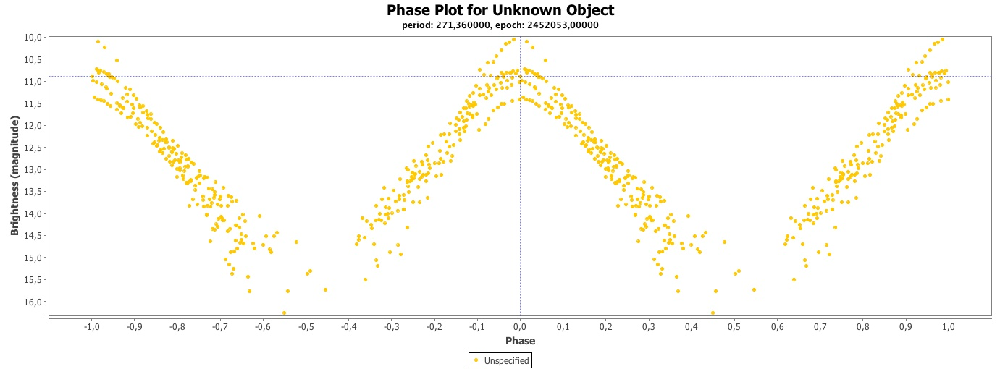 Phase Plot for Unknown Object
period: 271,360000, epoch: 2452053,00000
Brightness (magnitude)
10,0
10,5
11,0
11,5
12,0
12,5
13,0
13,5
14,0
14,5
15,0
15,5
16,0
-1,0 -0,9 -0,8 -0,7 -0,6 -0,5 -0,4 -0,3 -0,2 -0,1 0,0 0,1 0,2 0,3 0,4 0,5 0,6 0,7 0,8 0,9 1,0
Phase
Unspecified